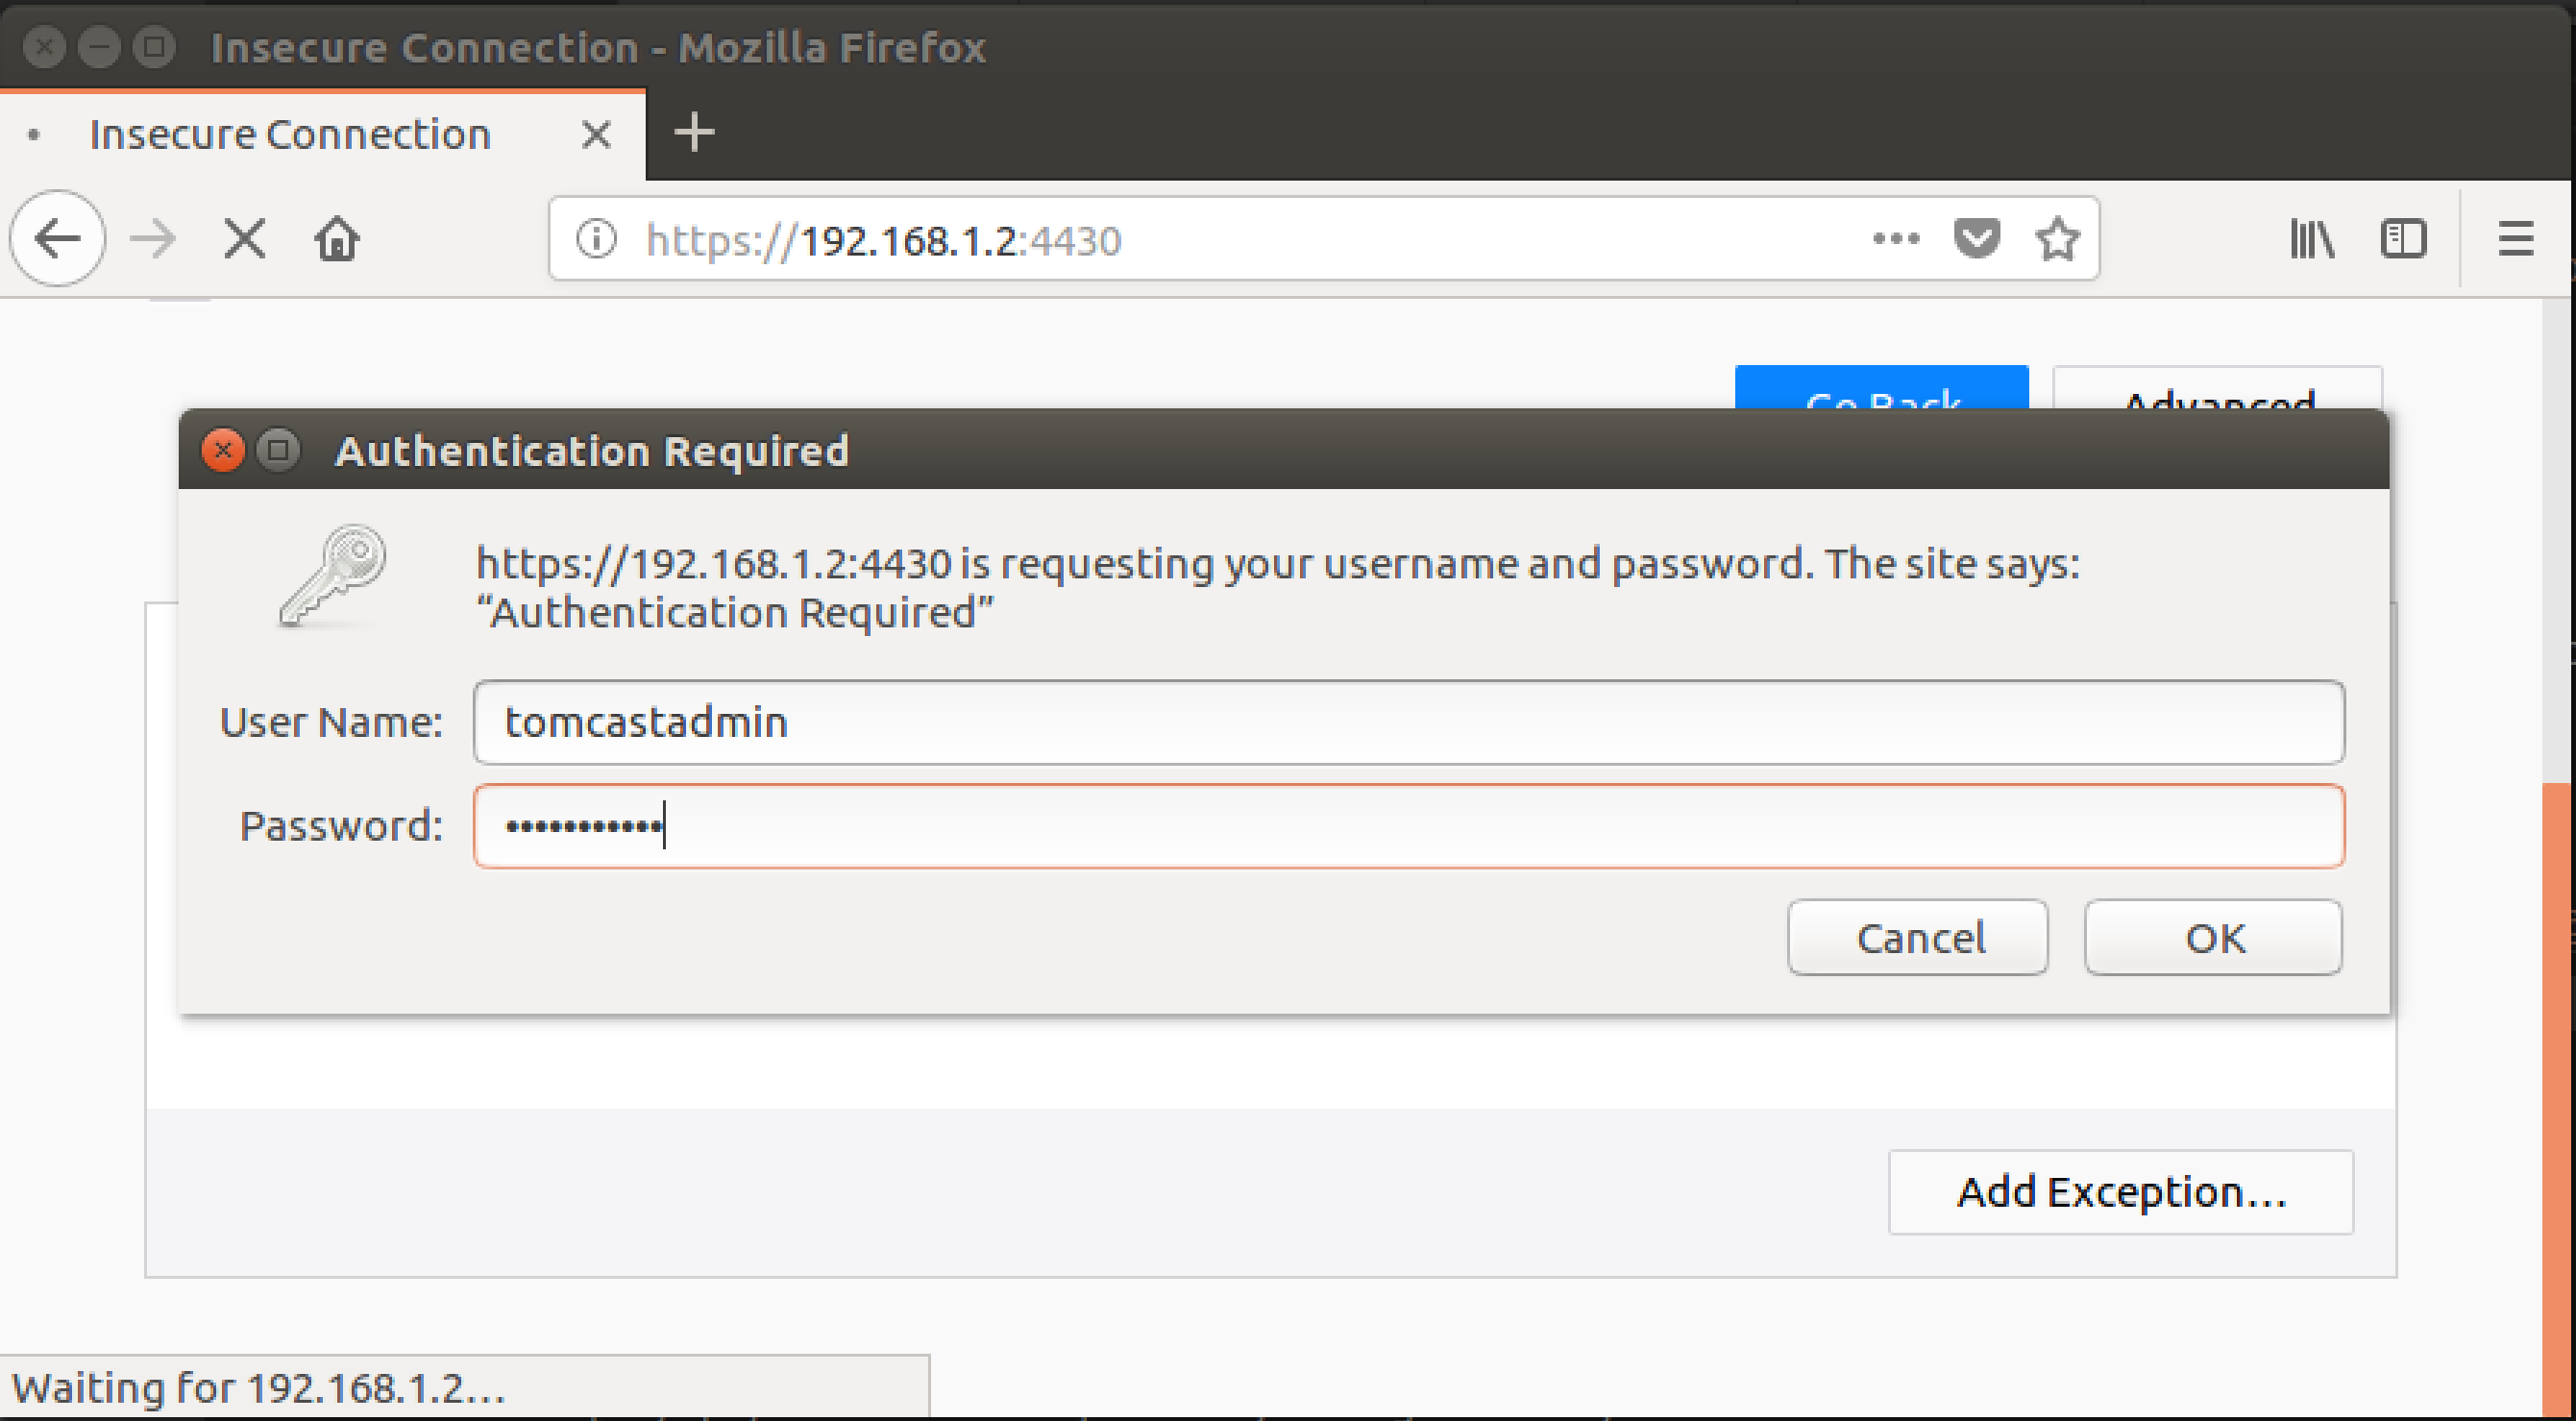 Insecure Connection - Mozilla Firefox
Insecure Connection
https://192.168.1.2:4430
Go Back
Advanced
Authentication Required
https://192.168.1.2:4430 is requesting your username and password. The site says:
“Authentication Required”
User Name: tomcastadmin
Password: •••••••••••
Cancel
OK
Add Exception…
Waiting for 192.168.1.2…